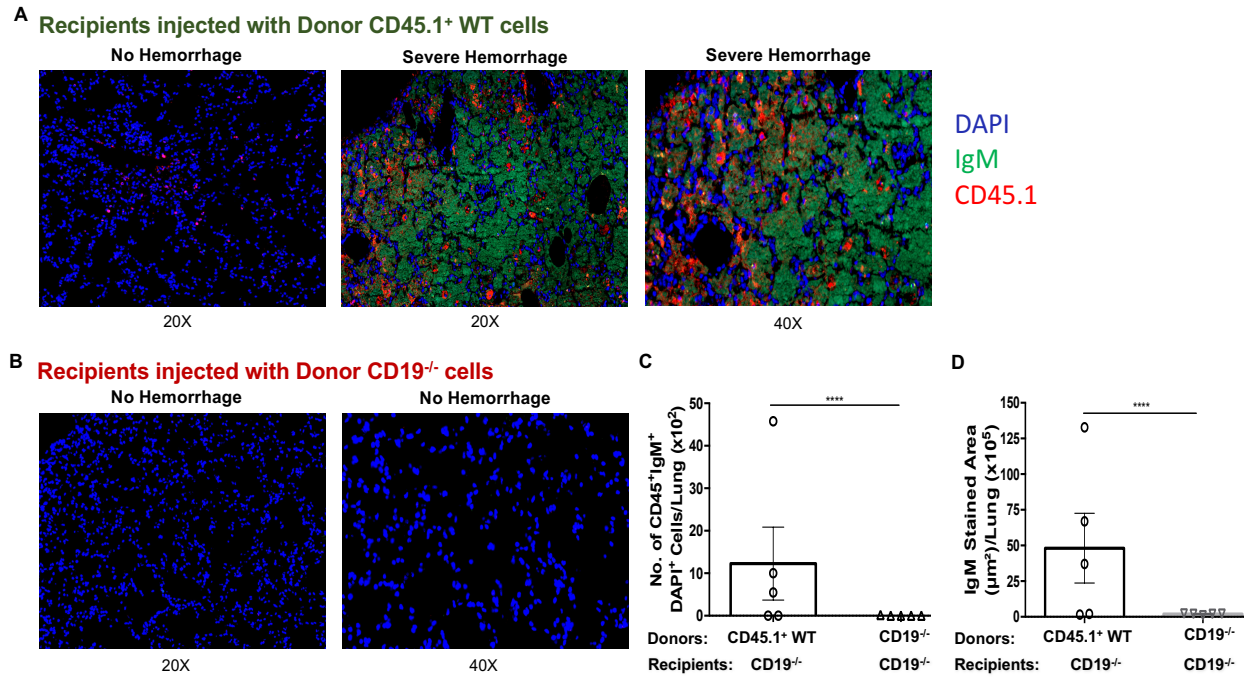 A Recipients injected with Donor CD45.1⁺ WT cells
No Hemorrhage
Severe Hemorrhage
Severe Hemorrhage
DAPI
IgM
CD45.1
20X
20X
40X
B Recipients injected with Donor CD19⁻/⁻ cells
No Hemorrhage
No Hemorrhage
20X
40X
C
No. of CD45⁺IgM⁺
DAPI⁺ Cells/Lung (x10²)
50
40
30
20
10
0
****
Donors: CD45.1⁺ WT CD19⁻/⁻
Recipients: CD19⁻/⁻ CD19⁻/⁻
D
IgM Stained Area
(µm²)/Lung (x10⁵)
150
125
100
75
50
25
0
****
Donors: CD45.1⁺ WT CD19⁻/⁻
Recipients: CD19⁻/⁻ CD19⁻/⁻